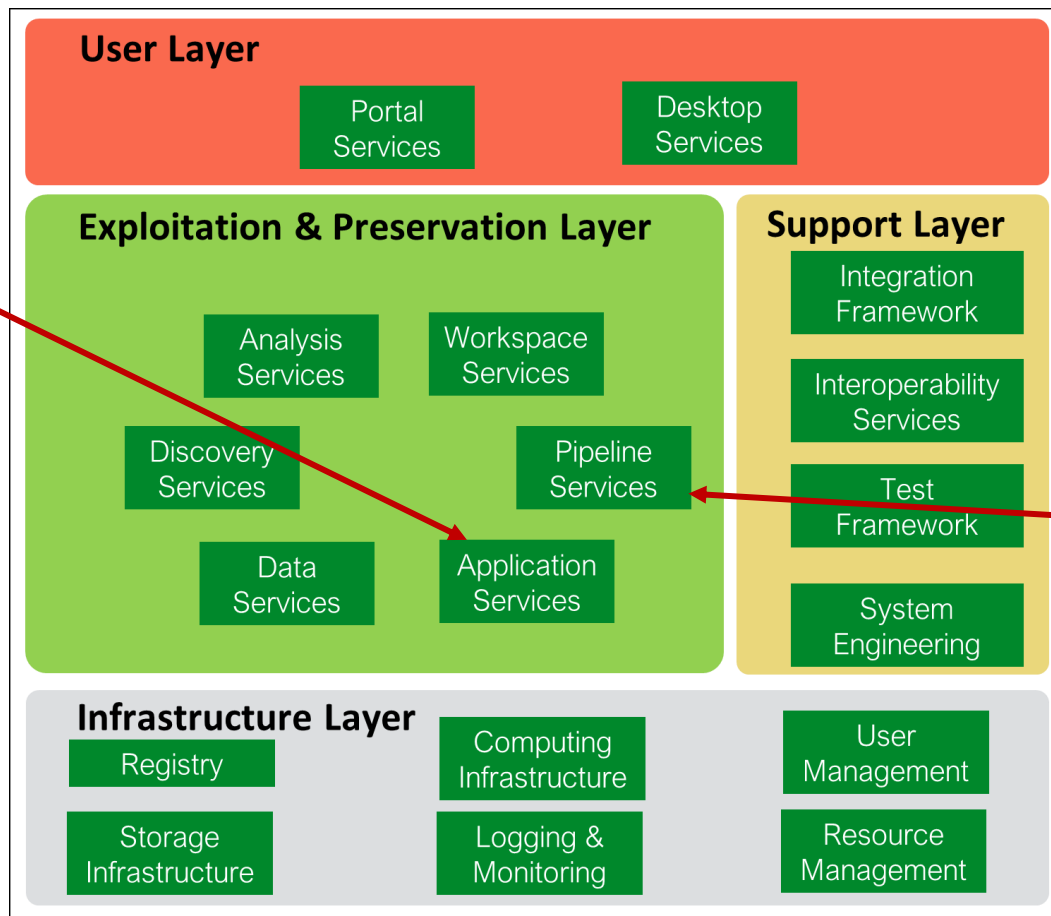 User Layer
Portal
Services
Desktop
Services
Exploitation & Preservation Layer
Analysis
Services
Workspace
Services
Discovery
Services
Pipeline
Services
Data
Services
Application
Services
Support Layer
Integration
Framework
Interoperability
Services
Test
Framework
System
Engineering
Infrastructure Layer
Registry
Computing
Infrastructure
User
Management
Storage
Infrastructure
Logging &
Monitoring
Resource
Management